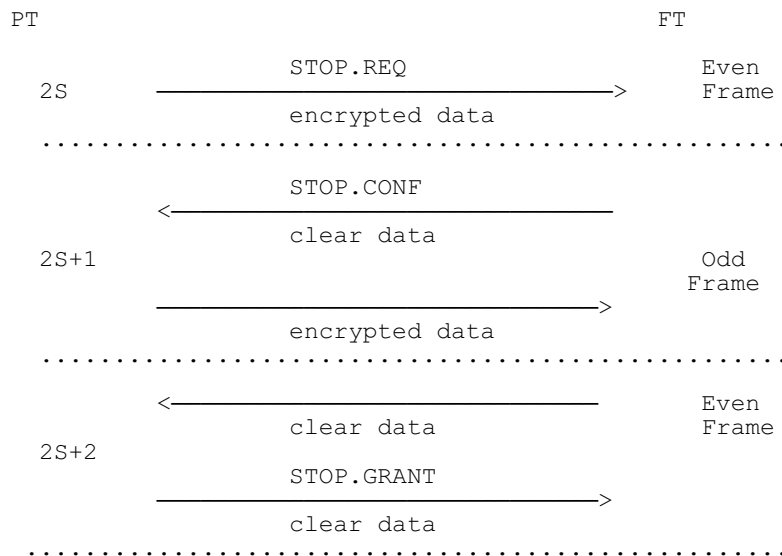 PT FT
STOP.REQ Even
2S Frame
encrypted data
STOP.CONF
clear data
2S+1 Odd
Frame
encrypted data
Even
clear data Frame
2S+2
STOP.GRANT
clear data